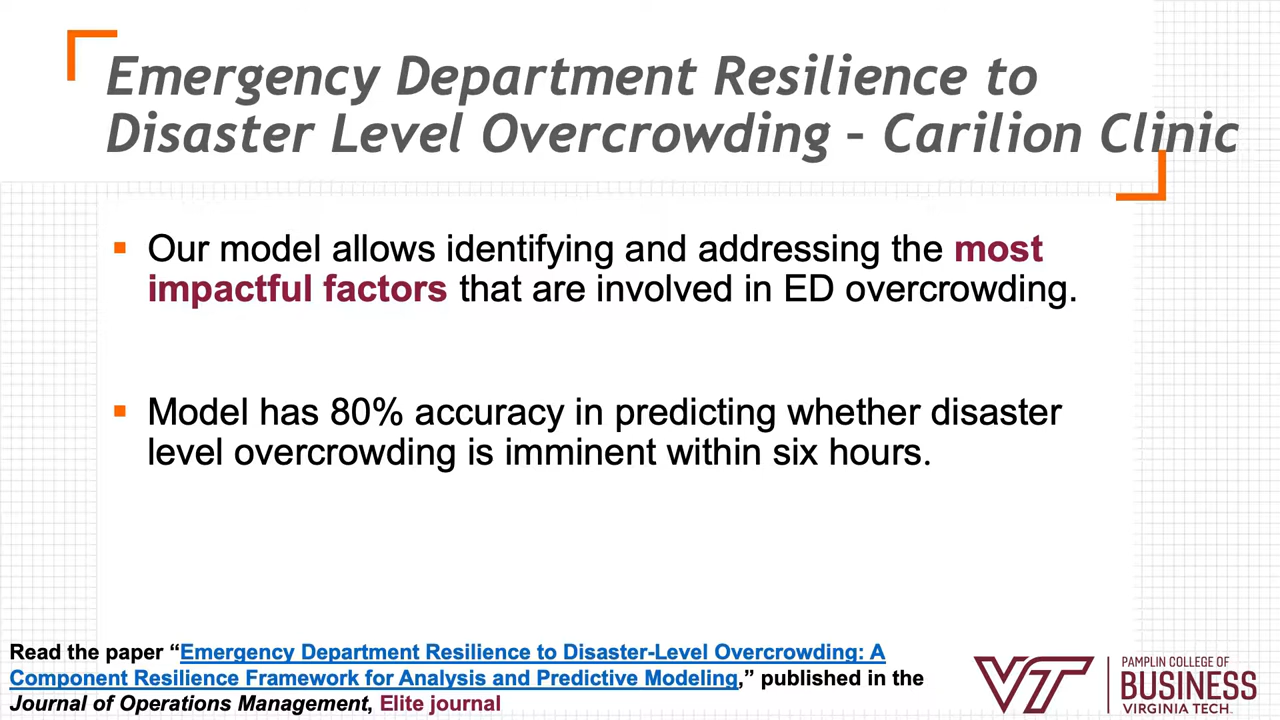 Emergency Department Resilience to
Disaster Level Overcrowding – Carilion Clinic
Our model allows identifying and addressing the most
impactful factors that are involved in ED overcrowding.
Model has 80% accuracy in predicting whether disaster
level overcrowding is imminent within six hours.
Read the paper “Emergency Department Resilience to Disaster-Level Overcrowding: A
Component Resilience Framework for Analysis and Predictive Modeling,” published in the
Journal of Operations Management, Elite journal
VT
PAMPLIN COLLEGE OF
BUSINESS
VIRGINIA TECH.